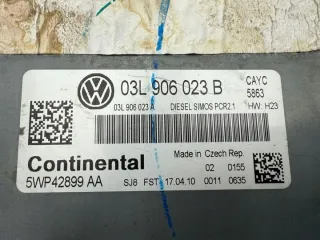 03L 906 023 B
CAYC
5863
03L 906 023 A DIESEL SIMOS PCR2.1 HW: H23
Continental
Made in Czech Rep.
02 0155
5WP42899 AA SJ8 FST 17.04.10 0011 0635